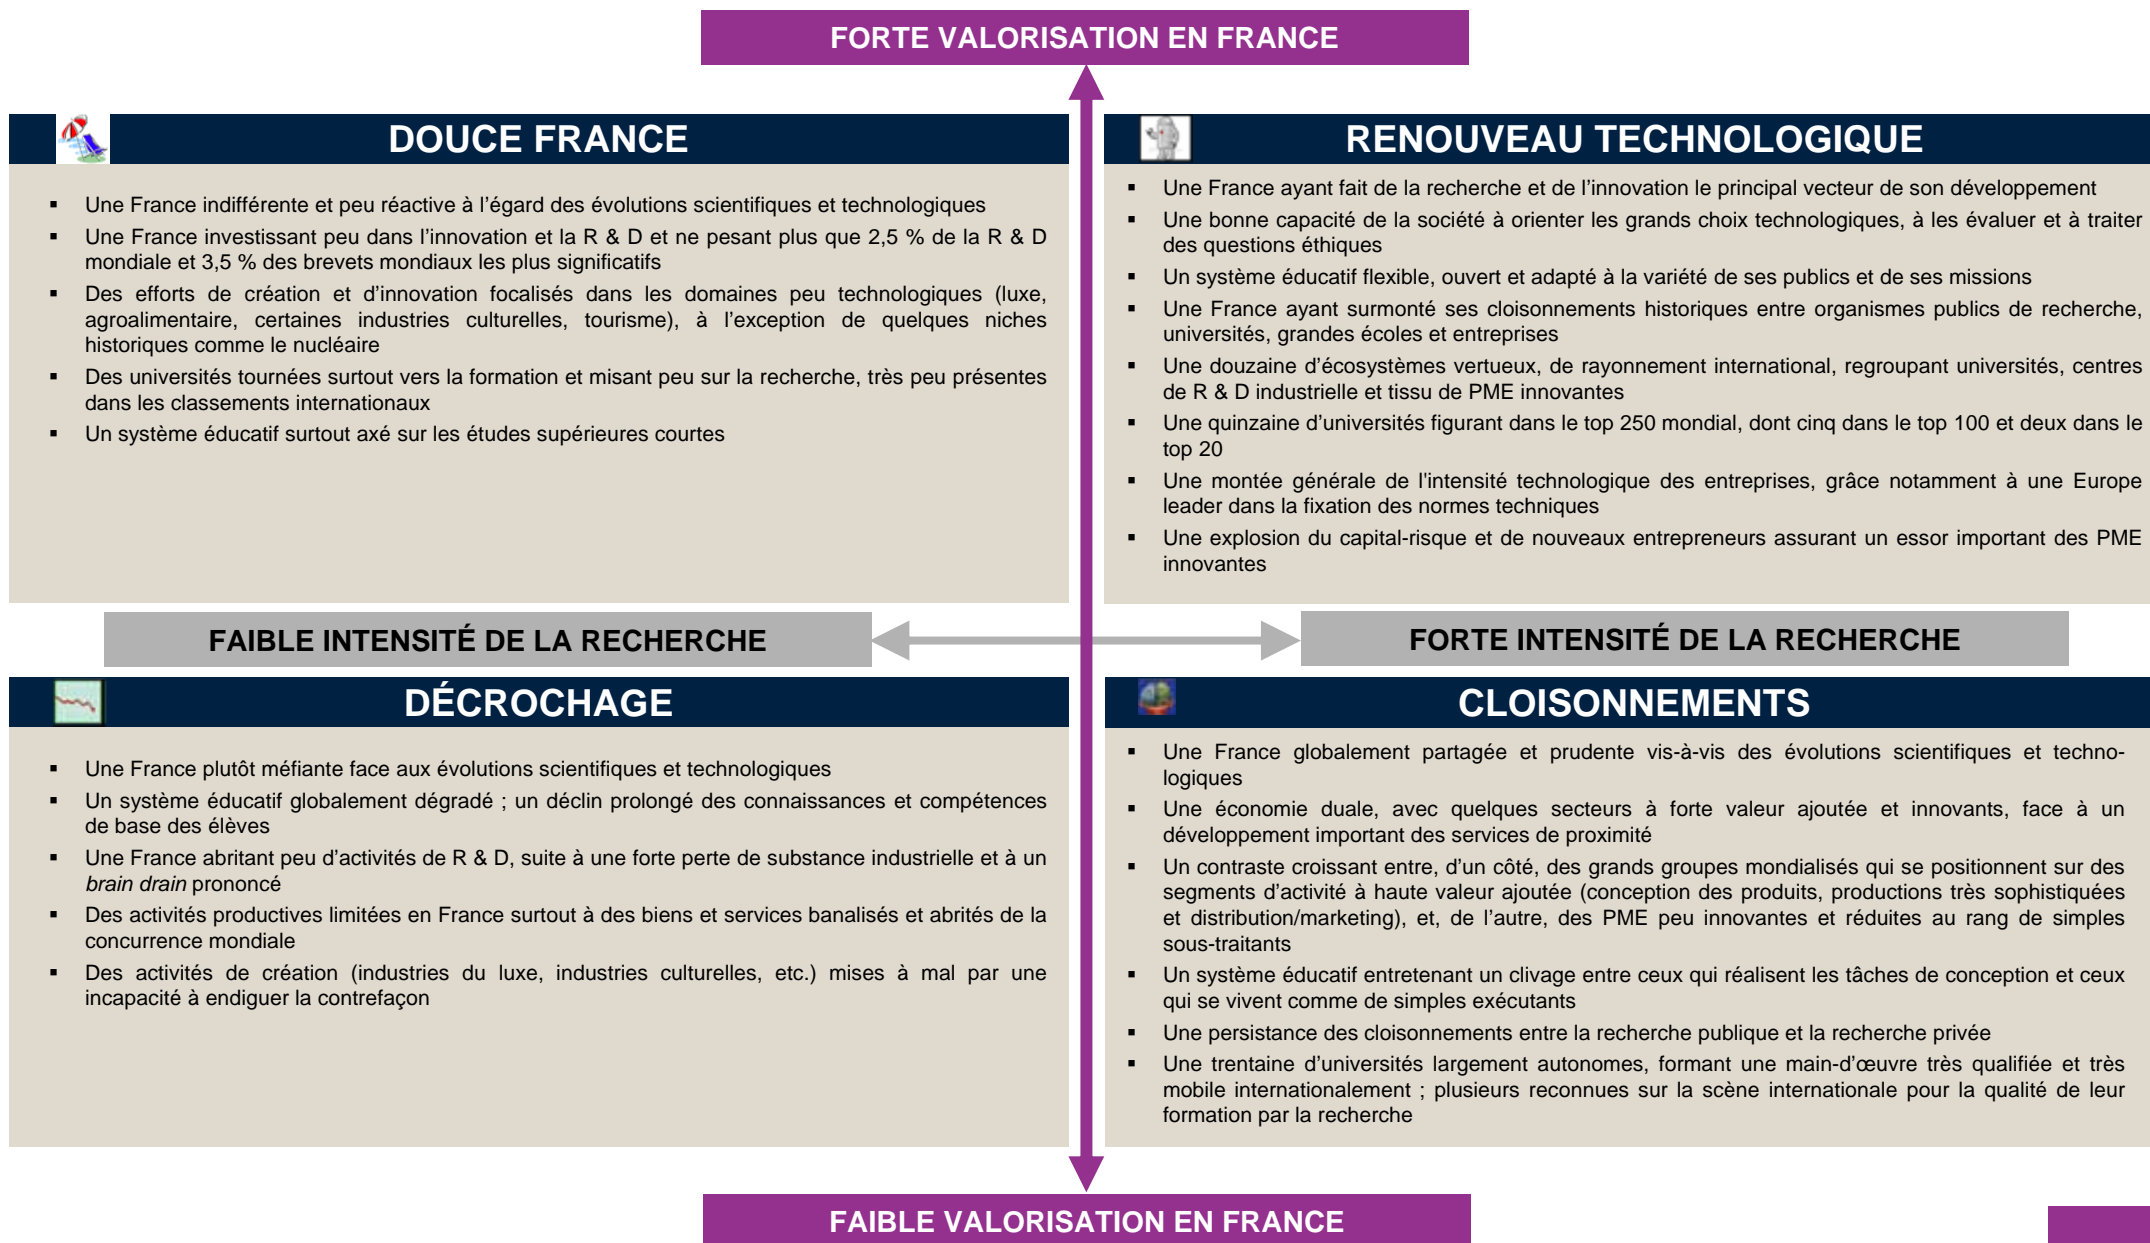 FORTE VALORISATION EN FRANCE
DOUCE FRANCE
▪ Une France indifférente et peu réactive à l’égard des évolutions scientifiques et technologiques
▪ Une France investissant peu dans l’innovation et la R & D et ne pesant plus que 2,5 % de la R & D
mondiale et 3,5 % des brevets mondiaux les plus significatifs
▪ Des efforts de création et d’innovation focalisés dans les domaines peu technologiques (luxe,
agroalimentaire, certaines industries culturelles, tourisme), à l’exception de quelques niches
historiques comme le nucléaire
▪ Des universités tournées surtout vers la formation et misant peu sur la recherche, très peu présentes
dans les classements internationaux
▪ Un système éducatif surtout axé sur les études supérieures courtes
RENOUVEAU TECHNOLOGIQUE
▪ Une France ayant fait de la recherche et de l’innovation le principal vecteur de son développement
▪ Une bonne capacité de la société à orienter les grands choix technologiques, à les évaluer et à traiter
des questions éthiques
▪ Un système éducatif flexible, ouvert et adapté à la variété de ses publics et de ses missions
▪ Une France ayant surmonté ses cloisonnements historiques entre organismes publics de recherche,
universités, grandes écoles et entreprises
▪ Une douzaine d’écosystèmes vertueux, de rayonnement international, regroupant universités, centres
de R & D industrielle et tissu de PME innovantes
▪ Une quinzaine d’universités figurant dans le top 250 mondial, dont cinq dans le top 100 et deux dans le
top 20
▪ Une montée générale de l'intensité technologique des entreprises, grâce notamment à une Europe
leader dans la fixation des normes techniques
▪ Une explosion du capital-risque et de nouveaux entrepreneurs assurant un essor important des PME
innovantes
FAIBLE INTENSITÉ DE LA RECHERCHE
FORTE INTENSITÉ DE LA RECHERCHE
DÉCROCHAGE
▪ Une France plutôt méfiante face aux évolutions scientifiques et technologiques
▪ Un système éducatif globalement dégradé ; un déclin prolongé des connaissances et compétences
de base des élèves
▪ Une France abritant peu d’activités de R & D, suite à une forte perte de substance industrielle et à un
brain drain prononcé
▪ Des activités productives limitées en France surtout à des biens et services banalisés et abrités de la
concurrence mondiale
▪ Des activités de création (industries du luxe, industries culturelles, etc.) mises à mal par une
incapacité à endiguer la contrefaçon
CLOISONNEMENTS
▪ Une France globalement partagée et prudente vis-à-vis des évolutions scientifiques et techno-
logiques
▪ Une économie duale, avec quelques secteurs à forte valeur ajoutée et innovants, face à un
développement important des services de proximité
▪ Un contraste croissant entre, d’un côté, des grands groupes mondialisés qui se positionnent sur des
segments d’activité à haute valeur ajoutée (conception des produits, productions très sophistiquées
et distribution/marketing), et, de l’autre, des PME peu innovantes et réduites au rang de simples
sous-traitants
▪ Un système éducatif entretenant un clivage entre ceux qui réalisent les tâches de conception et ceux
qui se vivent comme de simples exécutants
▪ Une persistance des cloisonnements entre la recherche publique et la recherche privée
▪ Une trentaine d’universités largement autonomes, formant une main-d’œuvre très qualifiée et très
mobile internationalement ; plusieurs reconnues sur la scène internationale pour la qualité de leur
formation par la recherche
FAIBLE VALORISATION EN FRANCE